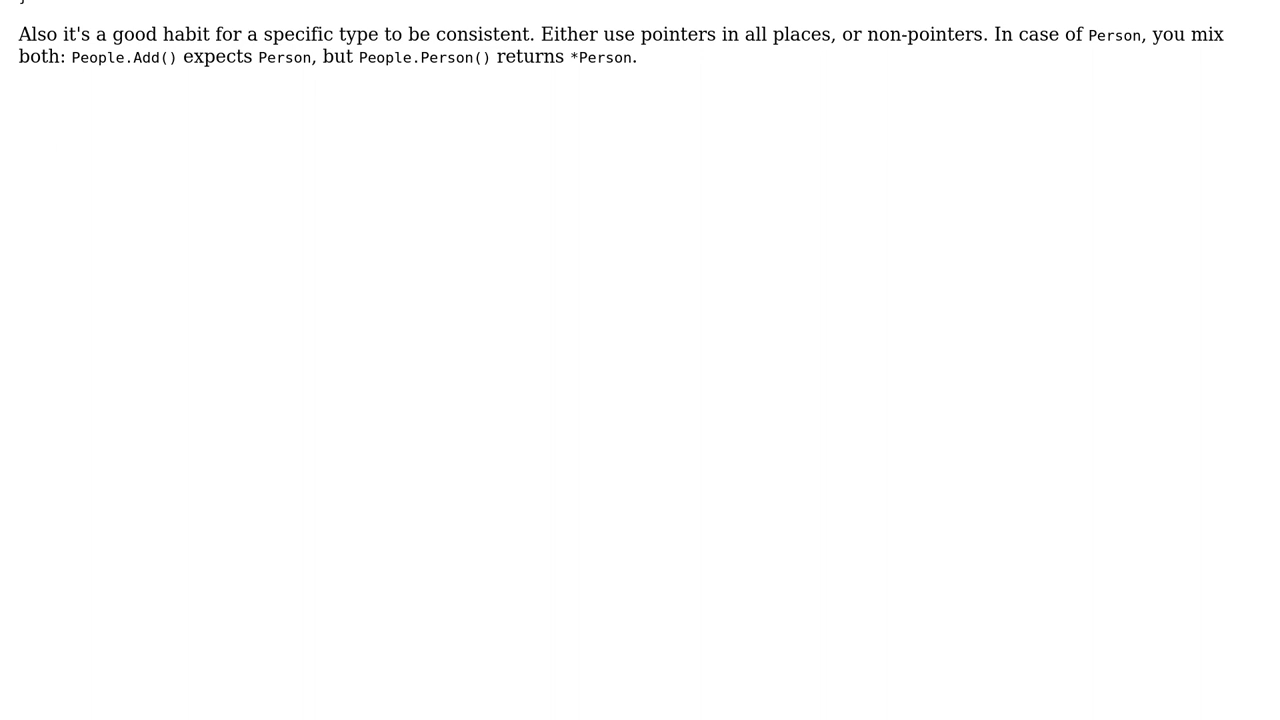 Also it's a good habit for a specific type to be consistent. Either use pointers in all places, or non-pointers. In case of Person, you mix
both: People.Add() expects Person, but People.Person() returns *Person.